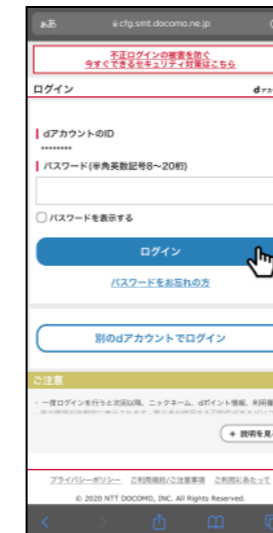 ああ
cfg.smt.docomo.ne.jp
不正ログインの被害を防ぐ
今すぐできるセキュリティ対策はこちら
ログイン
dアカ
dアカウントのID
********
パスワード(半角英数記号8～20桁)
パスワードを表示する
ログイン
パスワードをお忘れの方
別のdアカウントでログイン
ご注意
・一度ログインを行うと次回以降、ニックネーム、dポイント情報、利用
+ 説明を見
プライバシーポリシー ご利用規約/ご注意事項 ご利用にあたって
© 2020 NTT DOCOMO, INC. All Rights Reserved.